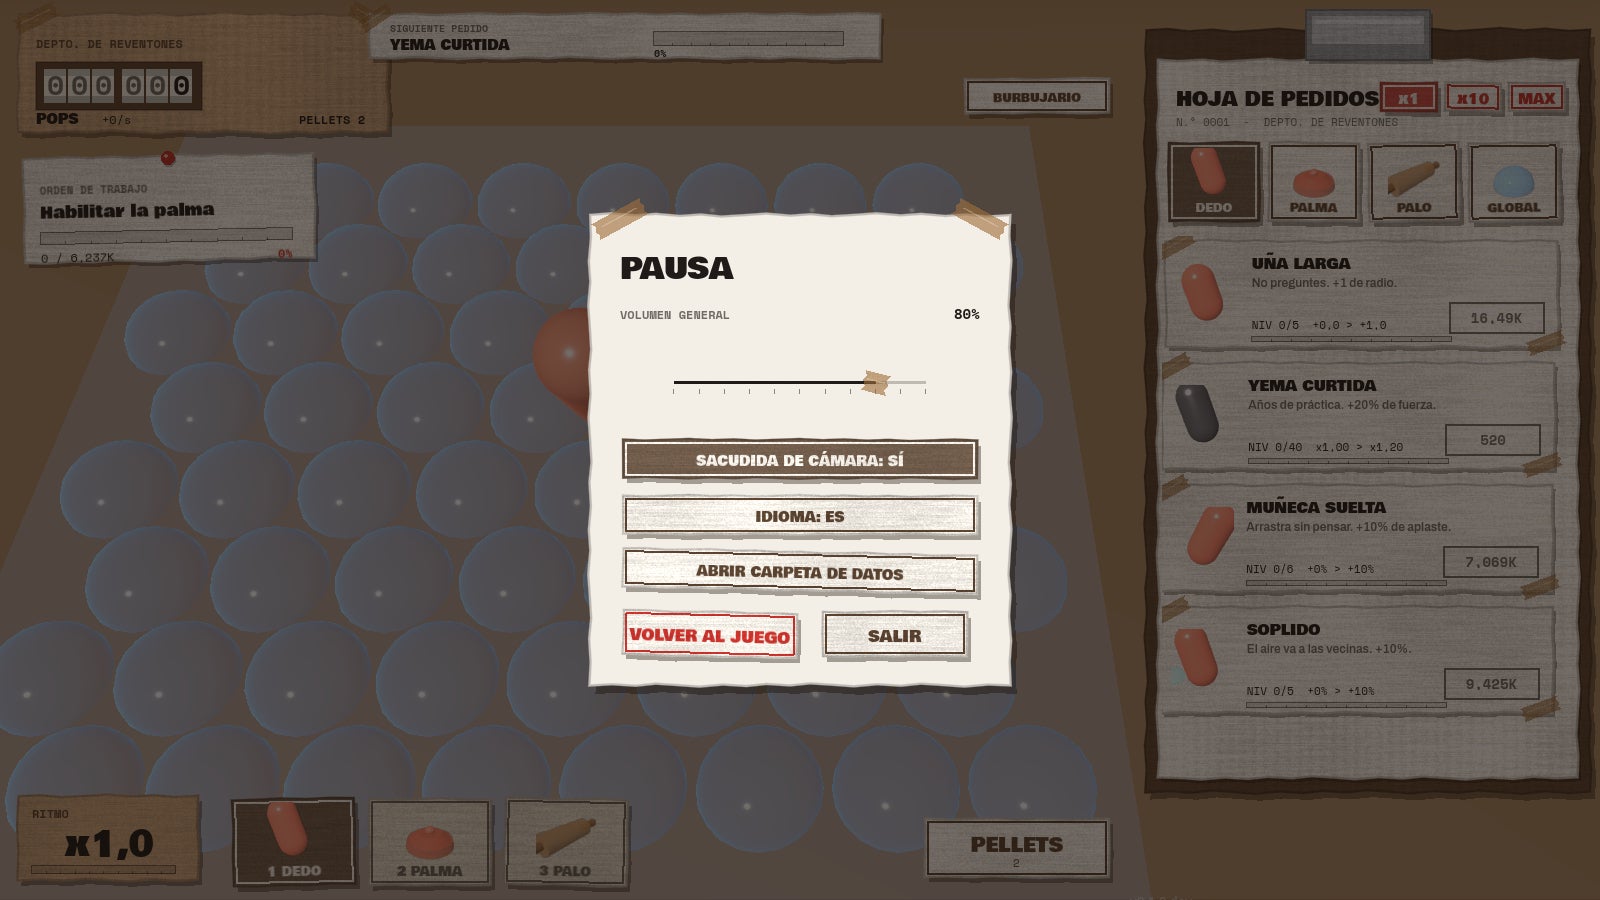 DEPTO. DE REVENTONES
000 000
POPS +0/s PELLETS 2
SIGUIENTE PEDIDO
YEMA CURTIDA
0%
BURBUJARIO
ORDEN DE TRABAJO
Habilitar la palma
0 / 6,237K 0%
PAUSA
VOLUMEN GENERAL 80%
SACUDIDA DE CÁMARA: SÍ
IDIOMA: ES
ABRIR CARPETA DE DATOS
VOLVER AL JUEGO SALIR
HOJA DE PEDIDOS x1 x10 MAX
N.° 0001 - DEPTO. DE REVENTONES
DEDO PALMA PALO GLOBAL
UÑA LARGA
No preguntes. +1 de radio.
NIV 0/5 +0,0 > +1,0 16,49K
YEMA CURTIDA
Años de práctica. +20% de fuerza.
NIV 0/40 x1,00 > x1,20 520
MUÑECA SUELTA
Arrastra sin pensar. +10% de aplaste.
NIV 0/6 +0% > +10% 7,069K
SOPLIDO
El aire va a las vecinas. +10%.
NIV 0/5 +0% > +10% 9,425K
RITMO
x1,0
1 DEDO 2 PALMA 3 PALO
PELLETS
2